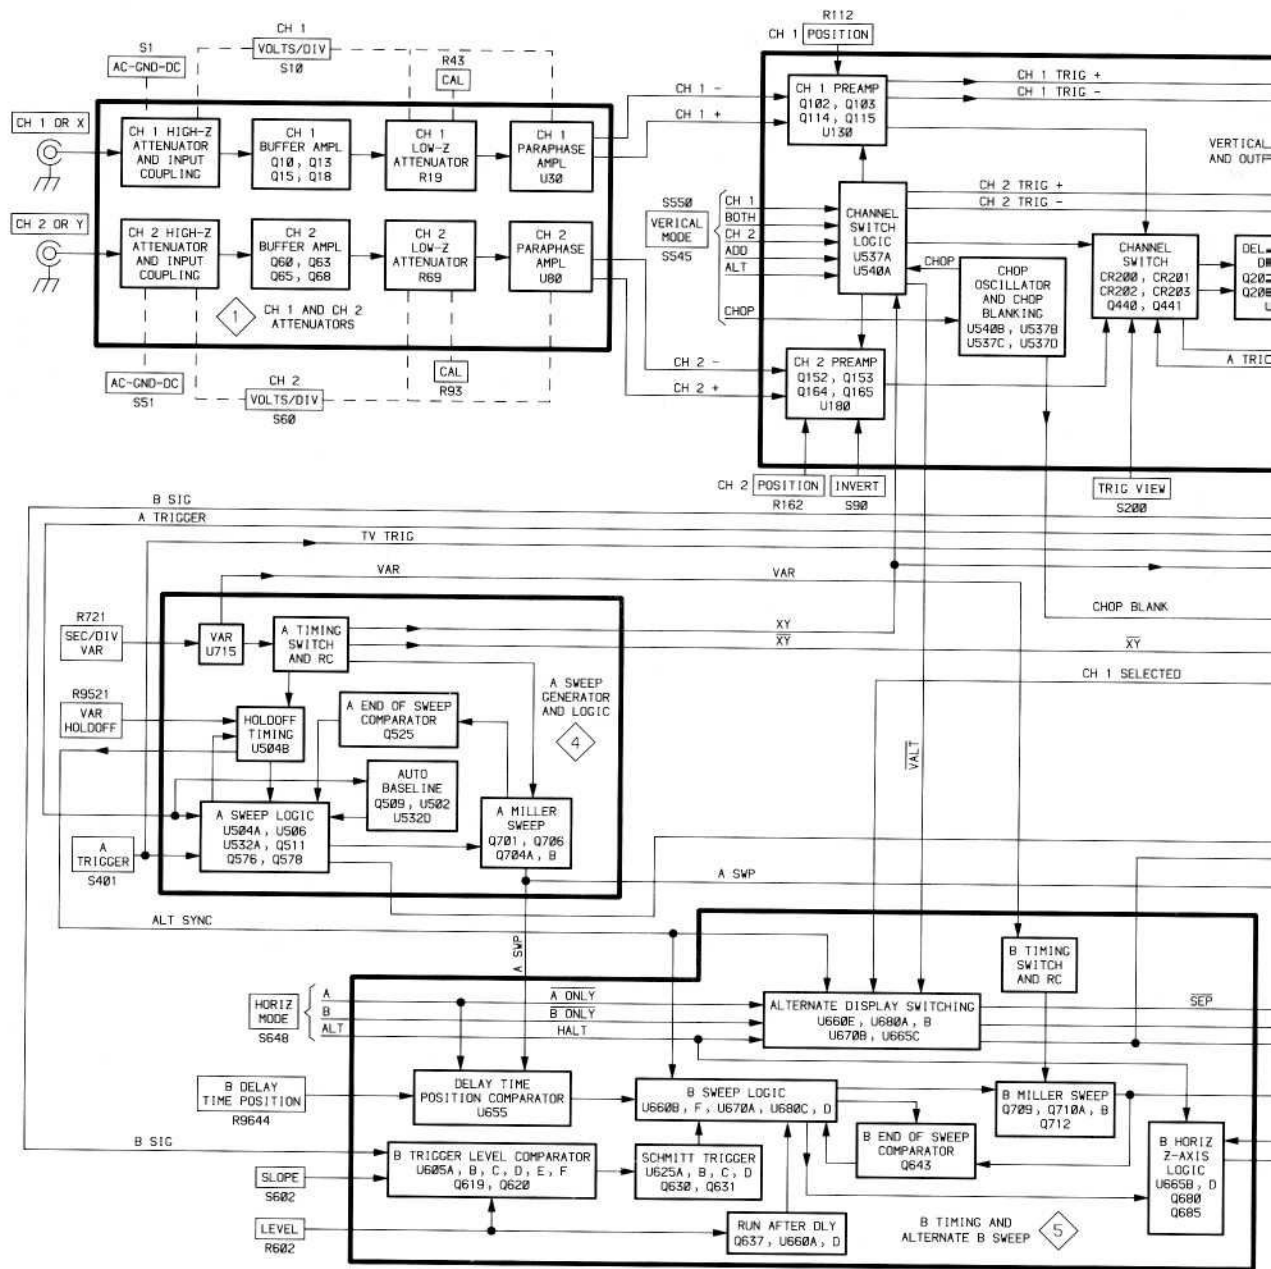 CH 1
VOLTS/DIV
S10
S1
AC-GND-DC
R43
CAL
R112
CH 1 POSITION
CH 1 OR X
CH 1 HIGH-Z
ATTENUATOR
AND INPUT
COUPLING
CH 1
BUFFER AMPL
Q10, Q13
Q15, Q18
CH 1
LOW-Z
ATTENUATOR
R19
CH 1
PARAPHASE
AMPL
U30
CH 1 -
CH 1 +
CH 1 PREAMP
Q102, Q103
Q114, Q115
U130
CH 1 TRIG +
CH 1 TRIG -
VERTICAL
AND OUTP
CH 2 OR Y
CH 2 HIGH-Z
ATTENUATOR
AND INPUT
COUPLING
CH 2
BUFFER AMPL
Q60, Q63
Q65, Q68
CH 2
LOW-Z
ATTENUATOR
R69
CH 2
PARAPHASE
AMPL
U80
1
CH 1 AND CH 2
ATTENUATORS
S550
VERICAL
MODE
S545
CH 1
BOTH
CH 2
ADD
ALT
CHOP
CHANNEL
SWITCH
LOGIC
U537A
U540A
CH 2 TRIG +
CH 2 TRIG -
CHOP
CHOP
OSCILLATOR
AND CHOP
BLANKING
U540B, U537B
U537C, U537D
CHANNEL
SWITCH
CR200, CR201
CR202, CR203
Q440, Q441
DEL
Q20
Q20
U
A TRIG
AC-GND-DC
S51
CH 2
VOLTS/DIV
S60
CAL
R93
CH 2 -
CH 2 +
CH 2 PREAMP
Q152, Q153
Q164, Q165
U180
CH 2 POSITION
R162
INVERT
S90
TRIG VIEW
S200
B SIG
A TRIGGER
TV TRIG
VAR
VAR
CHOP BLANK
R721
SEC/DIV
VAR
VAR
U715
A TIMING
SWITCH
AND RC
XY
X̅Y̅
X̅Y̅
CH 1 SELECTED
R9521
VAR
HOLDOFF
HOLDOFF
TIMING
U504B
A END OF SWEEP
COMPARATOR
Q525
A SWEEP
GENERATOR
AND LOGIC
4
V̅A̅L̅T̅
AUTO
BASELINE
Q509, U502
U532D
A SWEEP LOGIC
U504A, U506
U532A, Q511
Q576, Q578
A MILLER
SWEEP
Q701, Q706
Q704A, B
A
TRIGGER
S401
A SWP
ALT SYNC
A SWP
B TIMING
SWITCH
AND RC
HORIZ
MODE
S648
A
B
ALT
A̅ ̅O̅N̅L̅Y̅
B̅ ̅O̅N̅L̅Y̅
HALT
ALTERNATE DISPLAY SWITCHING
U660E, U680A, B
U670B, U665C
S̅E̅P̅
B DELAY
TIME POSITION
R9644
DELAY TIME
POSITION COMPARATOR
U655
B SWEEP LOGIC
U660B, F, U670A, U680C, D
B MILLER SWEEP
Q709, Q710A, B
Q712
B SIG
B TRIGGER LEVEL COMPARATOR
U605A, B, C, D, E, F
Q619, Q620
SCHMITT TRIGGER
U625A, B, C, D
Q630, Q631
B END OF SWEEP
COMPARATOR
Q643
B HORIZ
Z-AXIS
LOGIC
U665B, D
Q680
Q685
SLOPE
S602
LEVEL
R602
RUN AFTER DLY
Q637, U660A, D
B TIMING AND
ALTERNATE B SWEEP
5